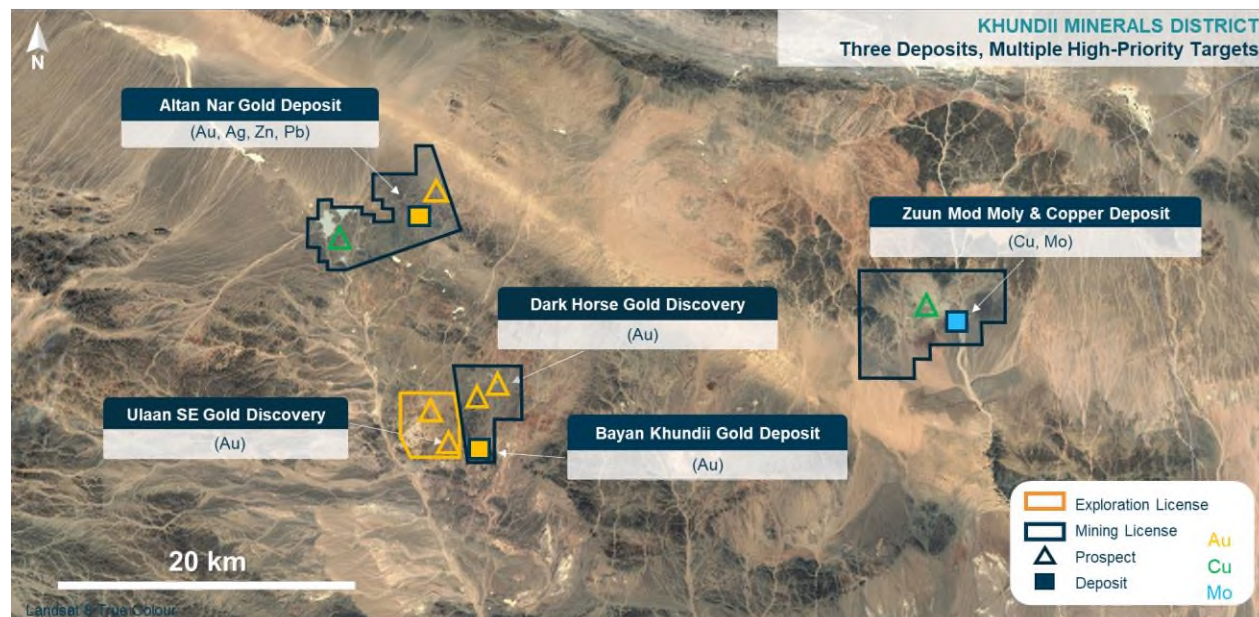 KHUNDII MINERALS DISTRICT
Three Deposits, Multiple High-Priority Targets
N
Altan Nar Gold Deposit
(Au, Ag, Zn, Pb)
Zuun Mod Moly & Copper Deposit
(Cu, Mo)
Dark Horse Gold Discovery
(Au)
Ulaan SE Gold Discovery
(Au)
Bayan Khundii Gold Deposit
(Au)
Exploration License
Mining License
Prospect
Deposit
Au
Cu
Mo
20 km
Landsat 8 True Colour